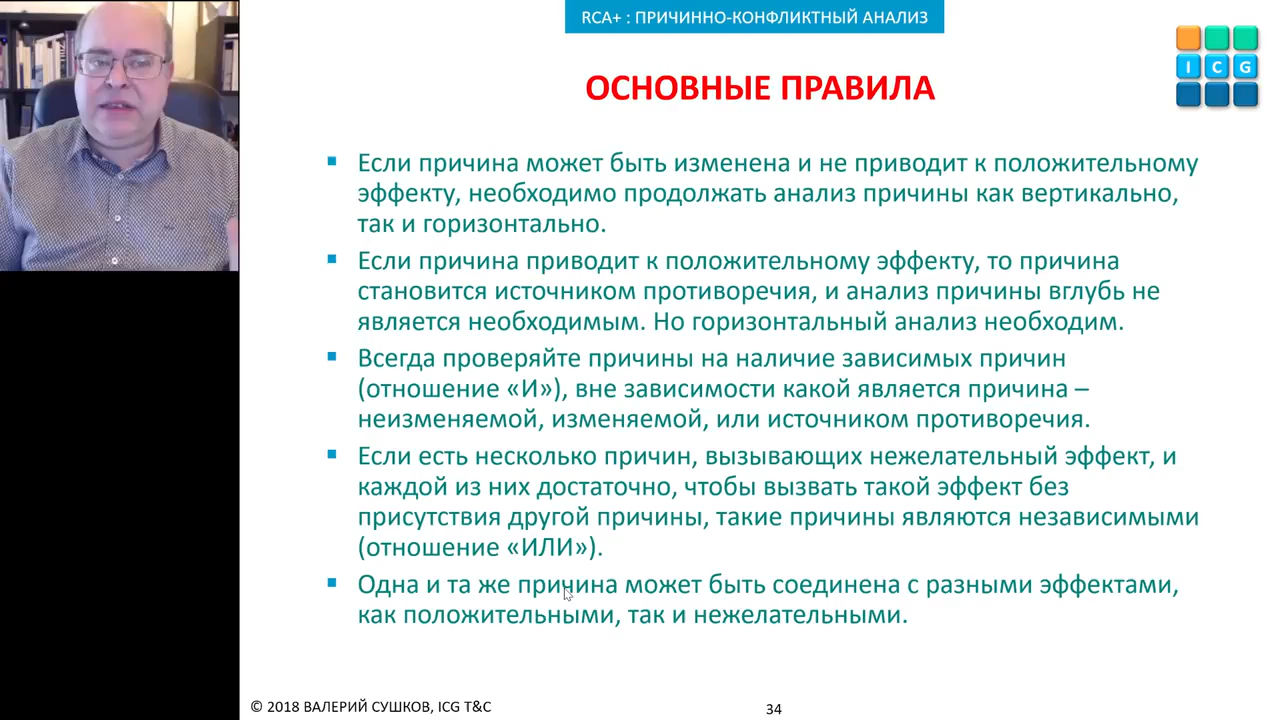 RCA+ : ПРИЧИННО-КОНФЛИКТНЫЙ АНАЛИЗ
I C G
ОСНОВНЫЕ ПРАВИЛА
▪ Если причина может быть изменена и не приводит к положительному
эффекту, необходимо продолжать анализ причины как вертикально,
так и горизонтально.
▪ Если причина приводит к положительному эффекту, то причина
становится источником противоречия, и анализ причины вглубь не
является необходимым. Но горизонтальный анализ необходим.
▪ Всегда проверяйте причины на наличие зависимых причин
(отношение «И»), вне зависимости какой является причина –
неизменяемой, изменяемой, или источником противоречия.
▪ Если есть несколько причин, вызывающих нежелательный эффект, и
каждой из них достаточно, чтобы вызвать такой эффект без
присутствия другой причины, такие причины являются независимыми
(отношение «ИЛИ»).
▪ Одна и та же причина может быть соединена с разными эффектами,
как положительными, так и нежелательными.
© 2018 ВАЛЕРИЙ СУШКОВ, ICG T&C
34